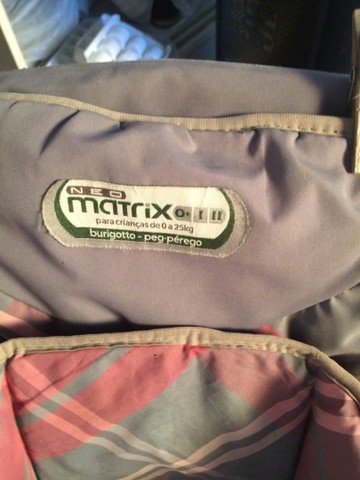 NEO
matrix 0+ I II
para crianças de 0 a 25kg
burigotto - peg-pérego